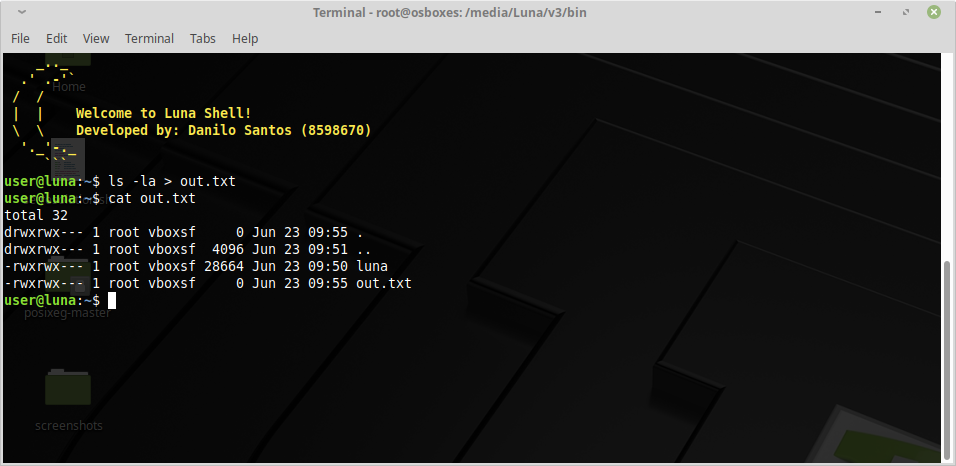 Terminal - root@osboxes: /media/Luna/v3/bin
File Edit View Terminal Tabs Help
Home
Welcome to Luna Shell!
Developed by: Danilo Santos (8598670)
user@luna:~$ ls -la > out.txt
user@luna:~$ cat out.txt
total 32
drwxrwx--- 1 root vboxsf     0 Jun 23 09:55 .
drwxrwx--- 1 root vboxsf  4096 Jun 23 09:51 ..
-rwxrwx--- 1 root vboxsf 28664 Jun 23 09:50 luna
-rwxrwx--- 1 root vboxsf     0 Jun 23 09:55 out.txt
user@luna:~$
posixeg-master
screenshots